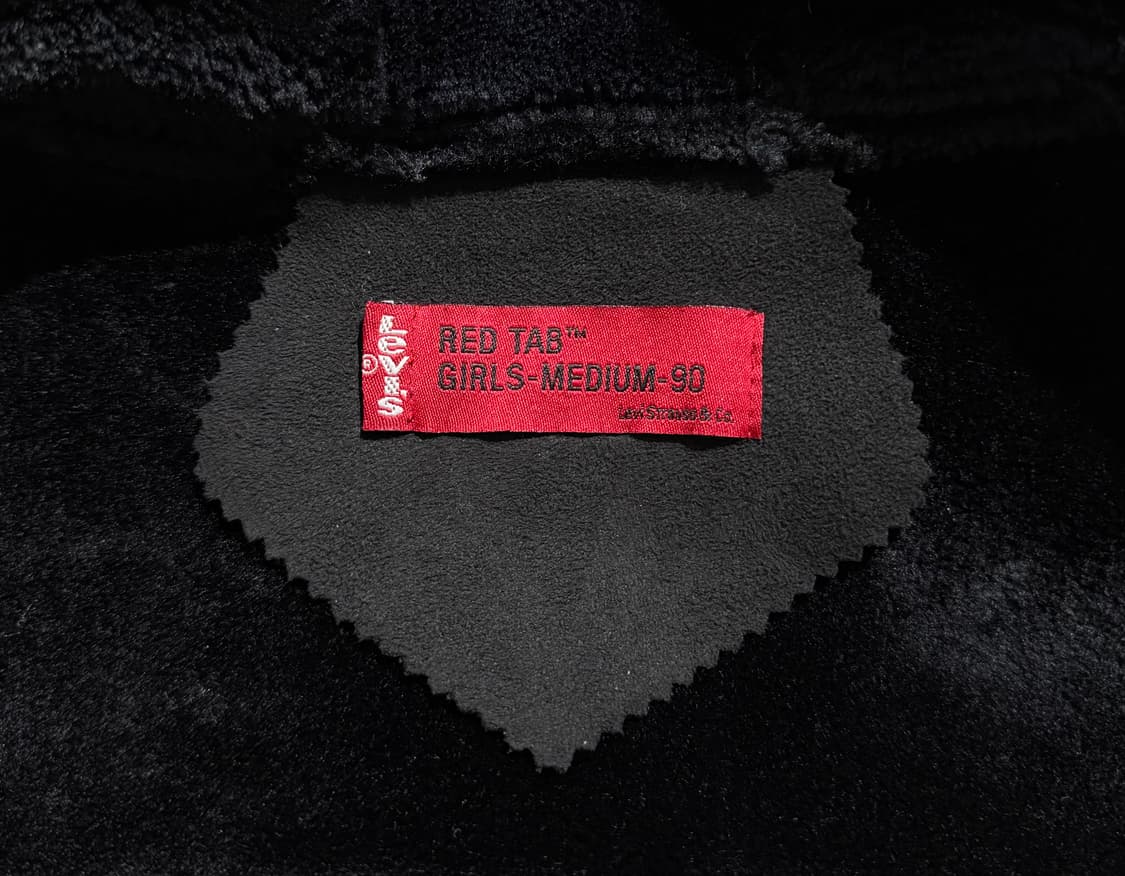 LEVI'S
®
RED TAB™
GIRLS-MEDIUM-90
Levi Strauss & Co.